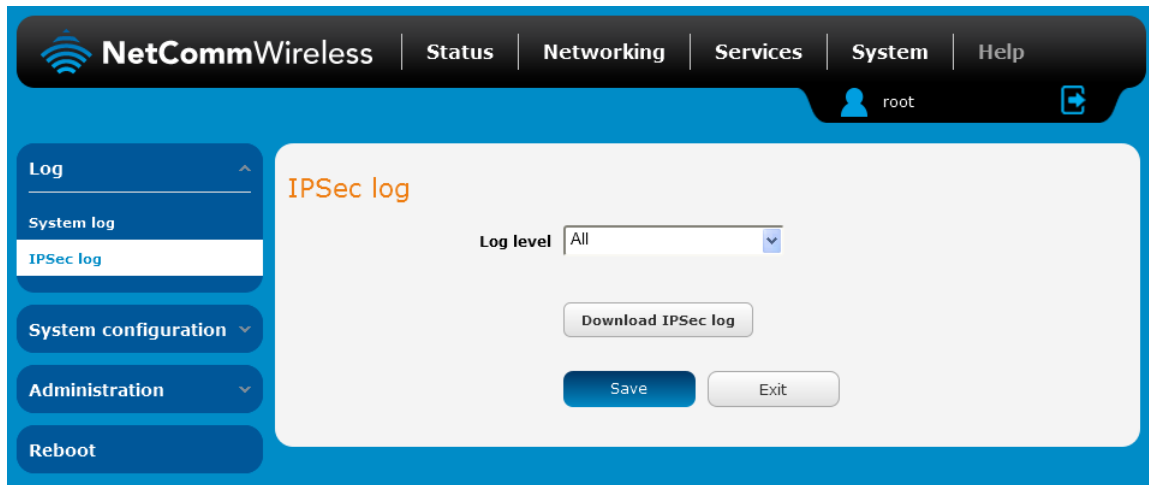 NetCommWireless Status Networking Services System Help
root
Log
System log
IPSec log
System configuration
Administration
Reboot
IPSec log
Log level All
Download IPSec log
Save Exit